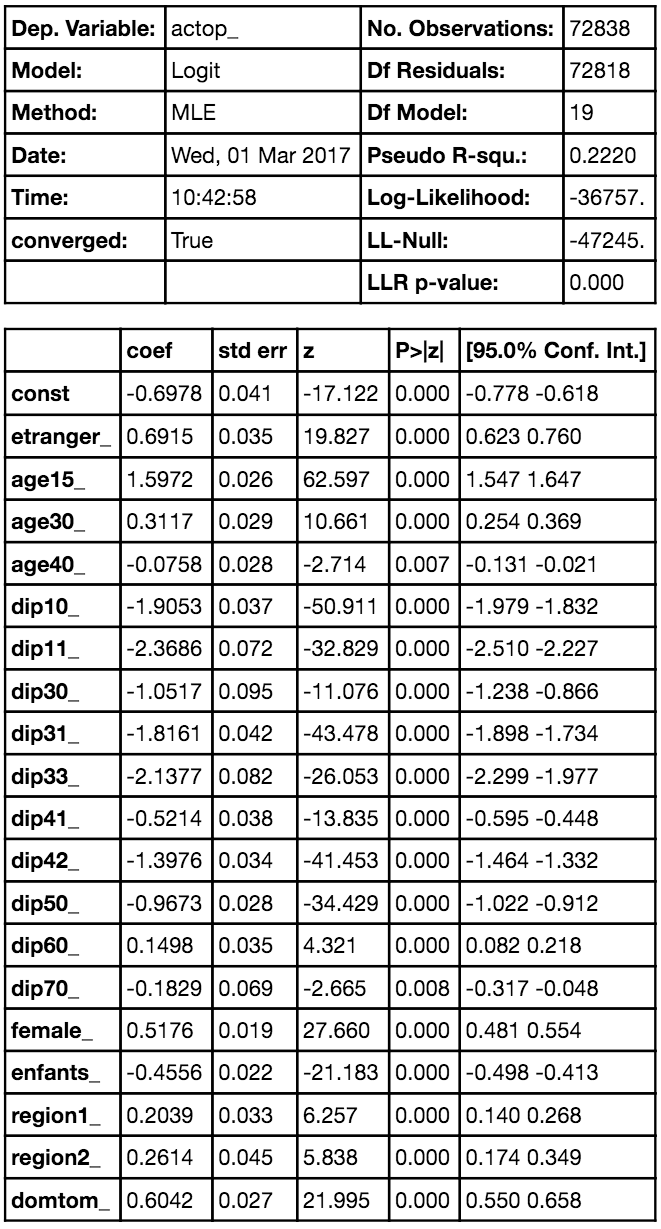 Dep. Variable: actop_ No. Observations: 72838
Model: Logit Df Residuals: 72818
Method: MLE Df Model: 19
Date: Wed, 01 Mar 2017 Pseudo R-squ.: 0.2220
Time: 10:42:58 Log-Likelihood: -36757.
converged: True LL-Null: -47245.
LLR p-value: 0.000
coef std err z P>|z| [95.0% Conf. Int.]
const -0.6978 0.041 -17.122 0.000 -0.778 -0.618
etranger_ 0.6915 0.035 19.827 0.000 0.623 0.760
age15_ 1.5972 0.026 62.597 0.000 1.547 1.647
age30_ 0.3117 0.029 10.661 0.000 0.254 0.369
age40_ -0.0758 0.028 -2.714 0.007 -0.131 -0.021
dip10_ -1.9053 0.037 -50.911 0.000 -1.979 -1.832
dip11_ -2.3686 0.072 -32.829 0.000 -2.510 -2.227
dip30_ -1.0517 0.095 -11.076 0.000 -1.238 -0.866
dip31_ -1.8161 0.042 -43.478 0.000 -1.898 -1.734
dip33_ -2.1377 0.082 -26.053 0.000 -2.299 -1.977
dip41_ -0.5214 0.038 -13.835 0.000 -0.595 -0.448
dip42_ -1.3976 0.034 -41.453 0.000 -1.464 -1.332
dip50_ -0.9673 0.028 -34.429 0.000 -1.022 -0.912
dip60_ 0.1498 0.035 4.321 0.000 0.082 0.218
dip70_ -0.1829 0.069 -2.665 0.008 -0.317 -0.048
female_ 0.5176 0.019 27.660 0.000 0.481 0.554
enfants_ -0.4556 0.022 -21.183 0.000 -0.498 -0.413
region1_ 0.2039 0.033 6.257 0.000 0.140 0.268
region2_ 0.2614 0.045 5.838 0.000 0.174 0.349
domtom_ 0.6042 0.027 21.995 0.000 0.550 0.658